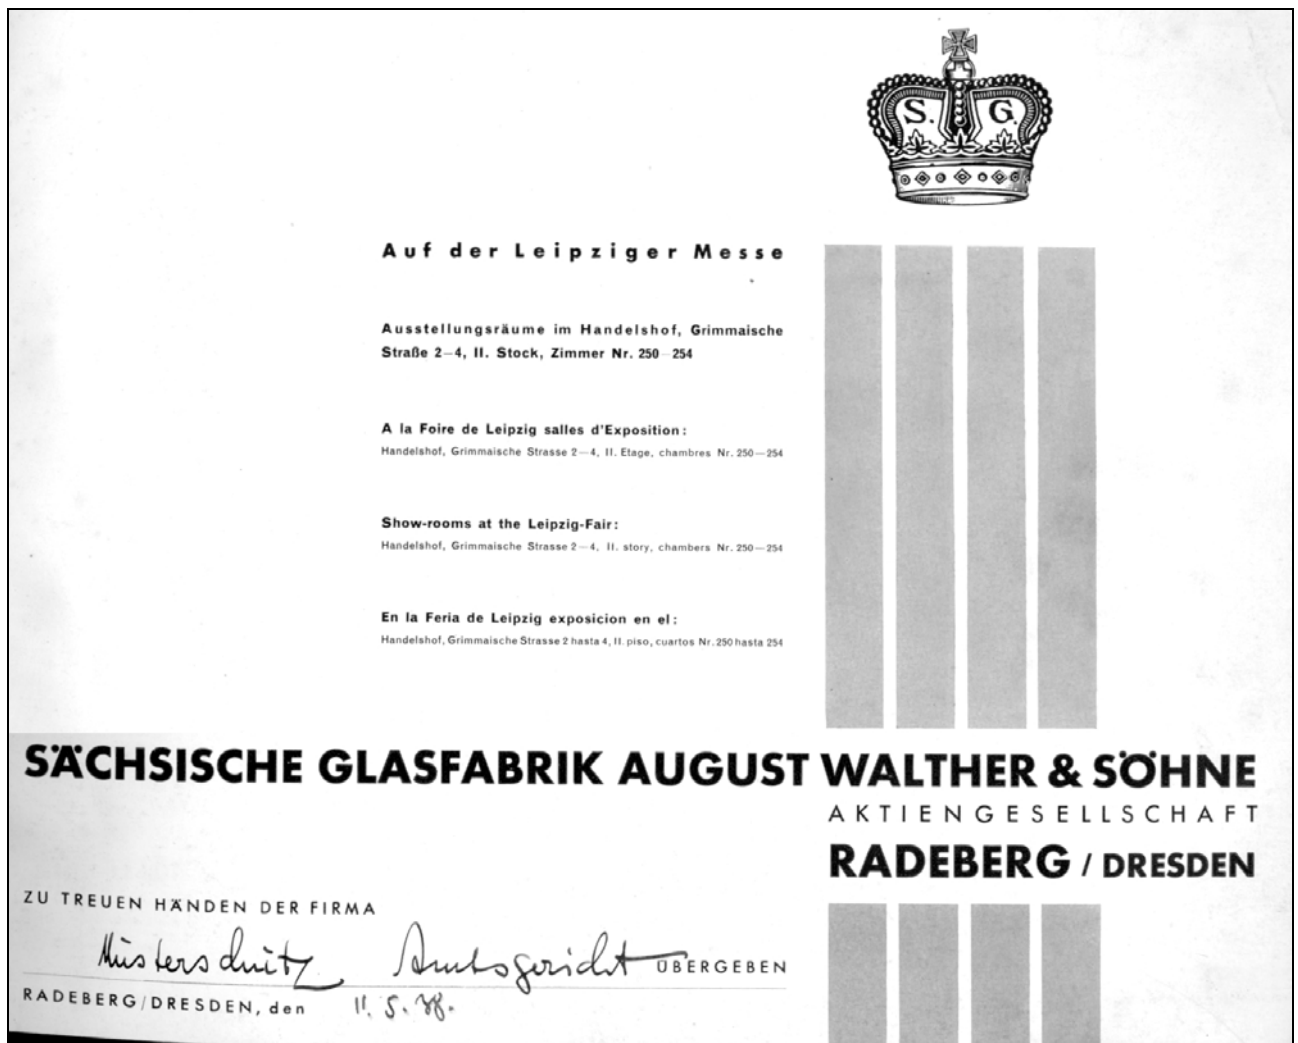 S. G.
Auf der Leipziger Messe
Ausstellungsräume im Handelshof, Grimmaische
Straße 2—4, II. Stock, Zimmer Nr. 250—254
A la Foire de Leipzig salles d'Exposition:
Handelshof, Grimmaische Strasse 2—4, II. Etage, chambres Nr. 250—254
Show-rooms at the Leipzig-Fair:
Handelshof, Grimmaische Strasse 2—4, II. story, chambers Nr. 250—254
En la Feria de Leipzig exposicion en el:
Handelshof, Grimmaische Strasse 2 hasta 4, II. piso, cuartos Nr. 250 hasta 254
SÄCHSISCHE GLASFABRIK AUGUST WALTHER & SÖHNE
AKTIENGESELLSCHAFT
RADEBERG / DRESDEN
ZU TREUEN HÄNDEN DER FIRMA
Musterschutz Amtsgericht ÜBERGEBEN
RADEBERG/DRESDEN, den 11. 5.